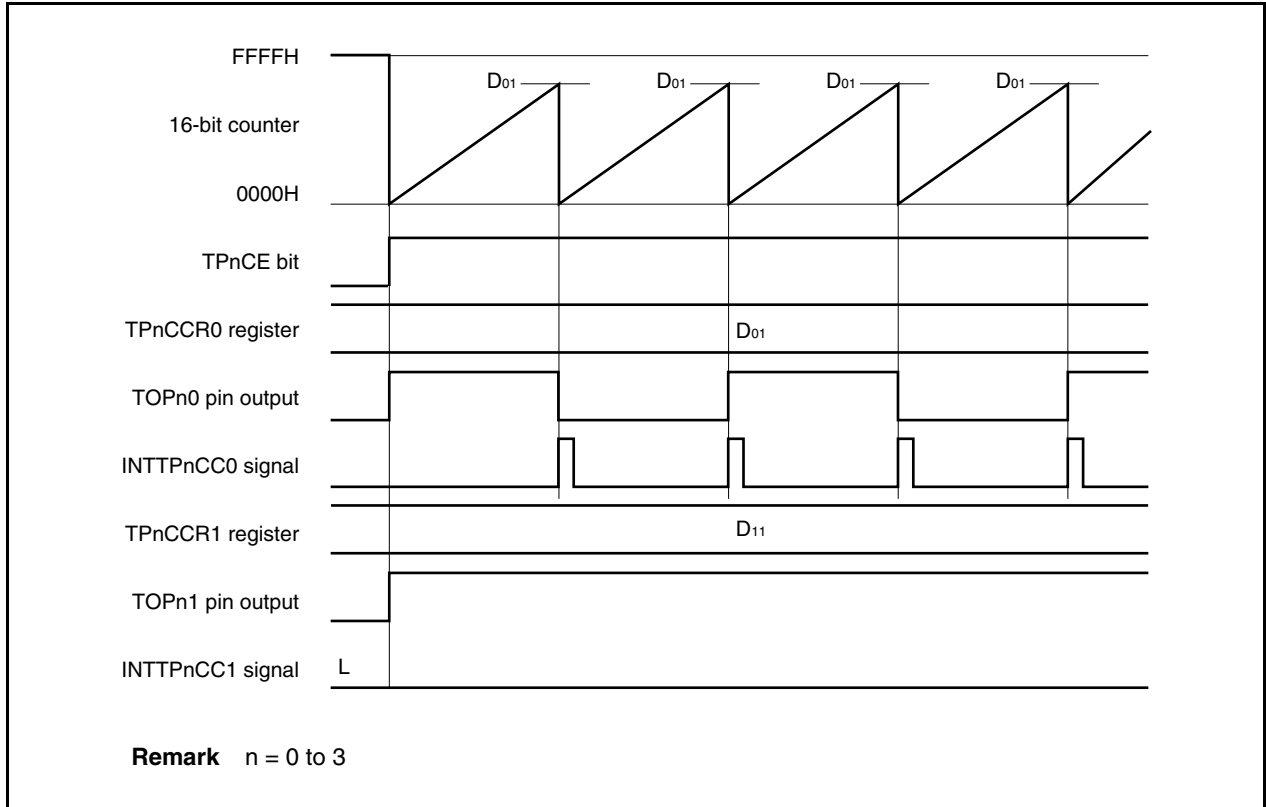 FFFFH
D01 D01 D01 D01
16-bit counter
0000H
TPnCE bit
TPnCCR0 register D01
TOPn0 pin output
INTTPnCC0 signal
TPnCCR1 register D11
TOPn1 pin output
INTTPnCC1 signal L
Remark n = 0 to 3